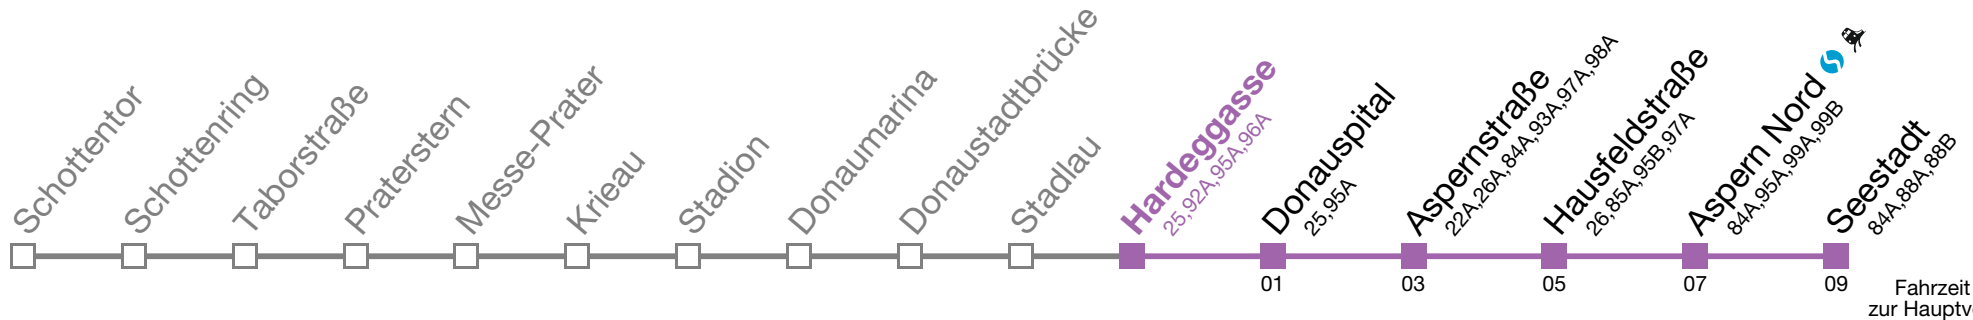 Schottentor
Schottenring
Taborstraße
Praterstern
Messe-Prater
Krieau
Stadion
Donaumarina
Donaustadtbrücke
Stadlau
Hardeggasse
25,92A,95A,96A
Donauspital
25,95A
Aspernstraße
22A,26A,84A,93A,97A,98A
Hausfeldstraße
26,85A,95B,97A
Aspern Nord
84A,95A,99A,99B
Seestadt
84A,88A,88B
01 03 05 07 09
Fahrzeit
zur Hauptv